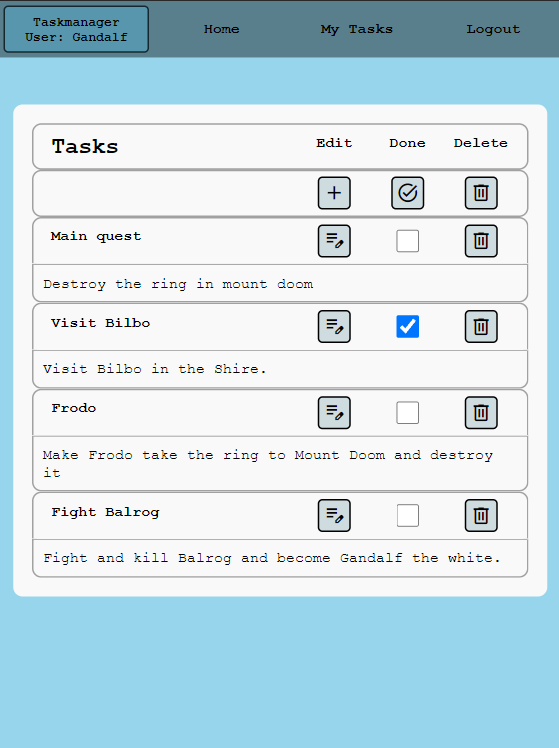 Taskmanager
User: Gandalf
Home
My Tasks
Logout
Tasks
Edit
Done
Delete
Main quest
Destroy the ring in mount doom
Visit Bilbo
Visit Bilbo in the Shire.
Frodo
Make Frodo take the ring to Mount Doom and destroy
it
Fight Balrog
Fight and kill Balrog and become Gandalf the white.